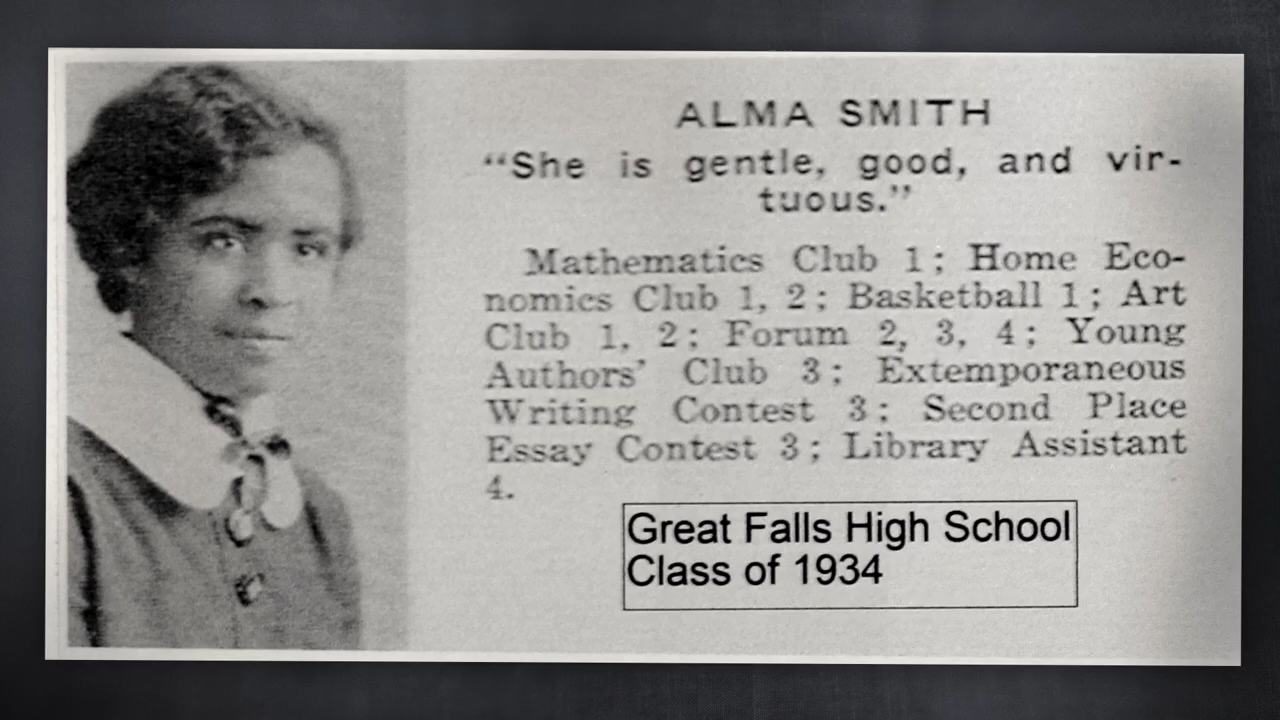 ALMA SMITH
“She is gentle, good, and vir-
tuous.”
Mathematics Club 1; Home Eco-
nomics Club 1, 2; Basketball 1; Art
Club 1, 2; Forum 2, 3, 4; Young
Authors’ Club 3; Extemporaneous
Writing Contest 3; Second Place
Essay Contest 3; Library Assistant
4.
Great Falls High School
Class of 1934